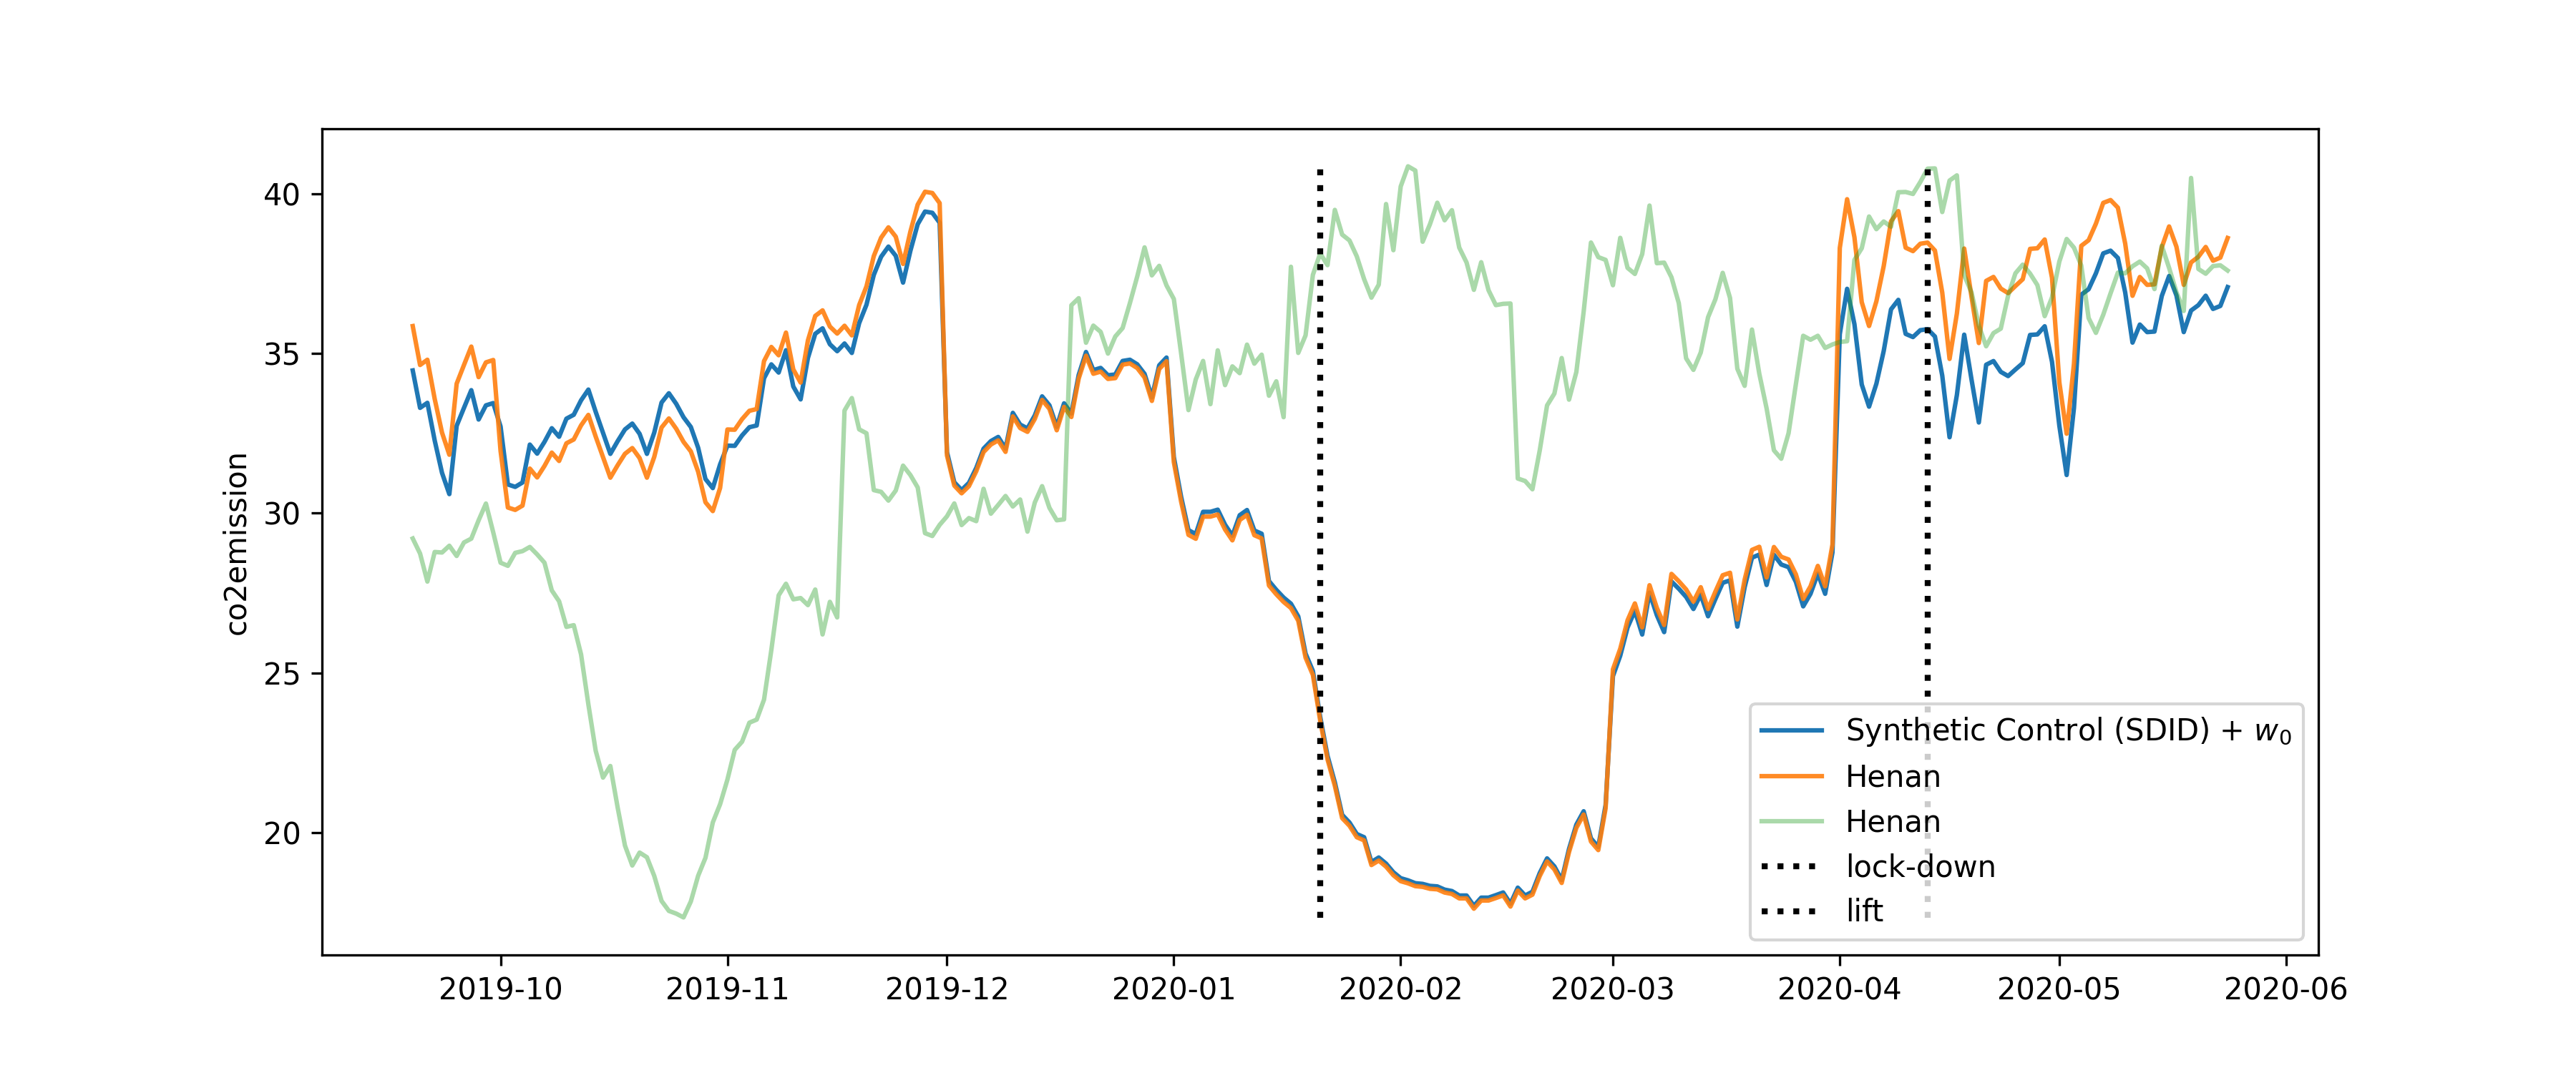 co2emission
40
35
30
25
20
2019-10 2019-11 2019-12 2020-01 2020-02 2020-03 2020-04 2020-05 2020-06
Synthetic Control (SDID) + w₀
Henan
Henan
lock-down
lift